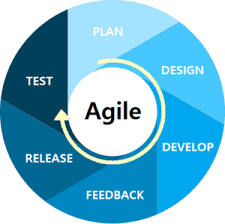 PLAN
DESIGN
DEVELOP
FEEDBACK
RELEASE
TEST
Agile